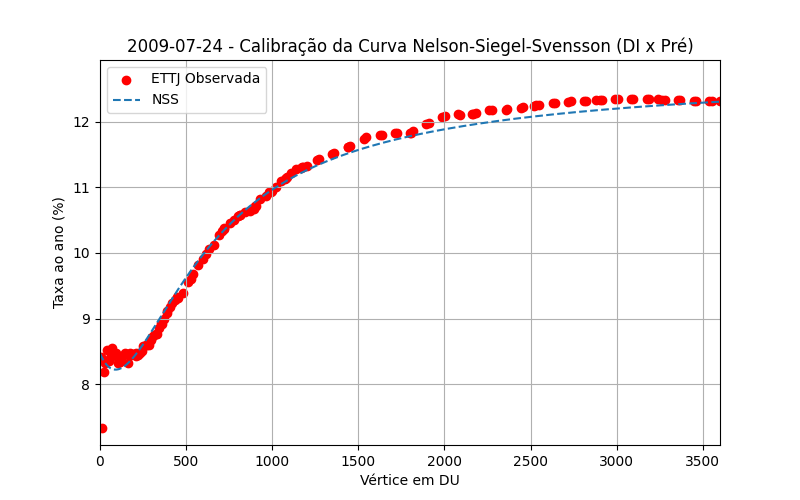 2009-07-24 - Calibração da Curva Nelson-Siegel-Svensson (DI x Pré)
ETTJ Observada
NSS
Taxa ao ano (%)
12
11
10
9
8
0 500 1000 1500 2000 2500 3000 3500
Vértice em DU